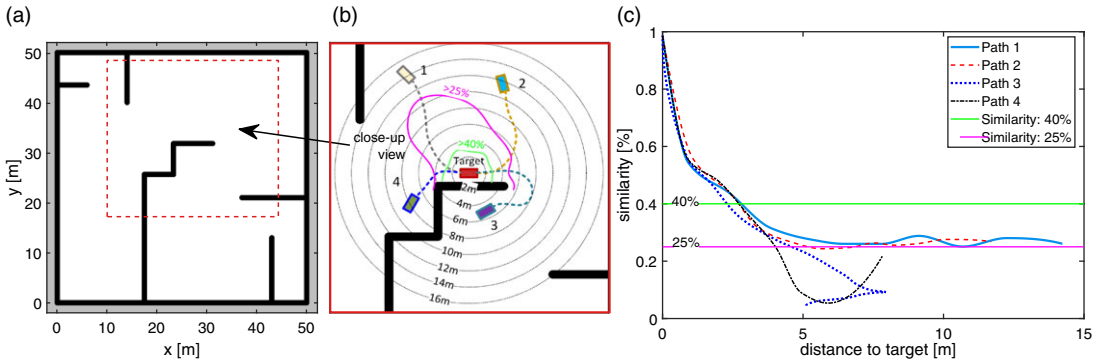 (a)
(b)
(c)
50
40
30
20
10
0
y [m]
0
10
20
30
40
50
x [m]
close-up
view
1
2
>25%
>40%
Target
4
3
2m
4m
6m
8m
10m
12m
14m
16m
1
0.8
0.6
0.4
0.2
0
similarity [%]
40%
25%
0
5
10
15
distance to target [m]
Path 1
Path 2
Path 3
Path 4
Similarity: 40%
Similarity: 25%